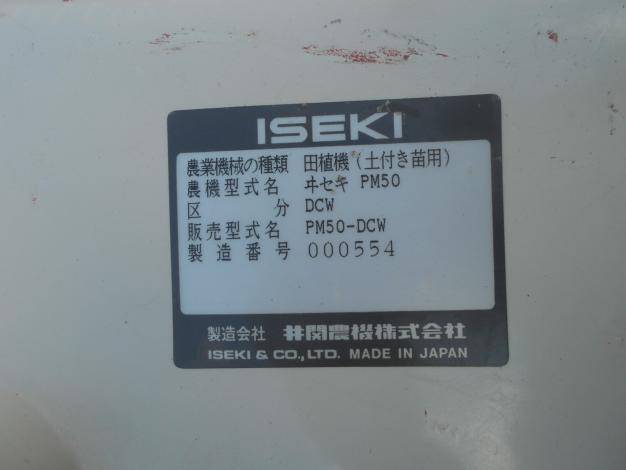 ISEKI
農業機械の種類 田植機(土付き苗用)
農機型式名 ヰセキ PM50
区分 DCW
販売型式名 PM50-DCW
製造番号 000554
製造会社 井関農機株式会社
ISEKI & CO., LTD. MADE IN JAPAN